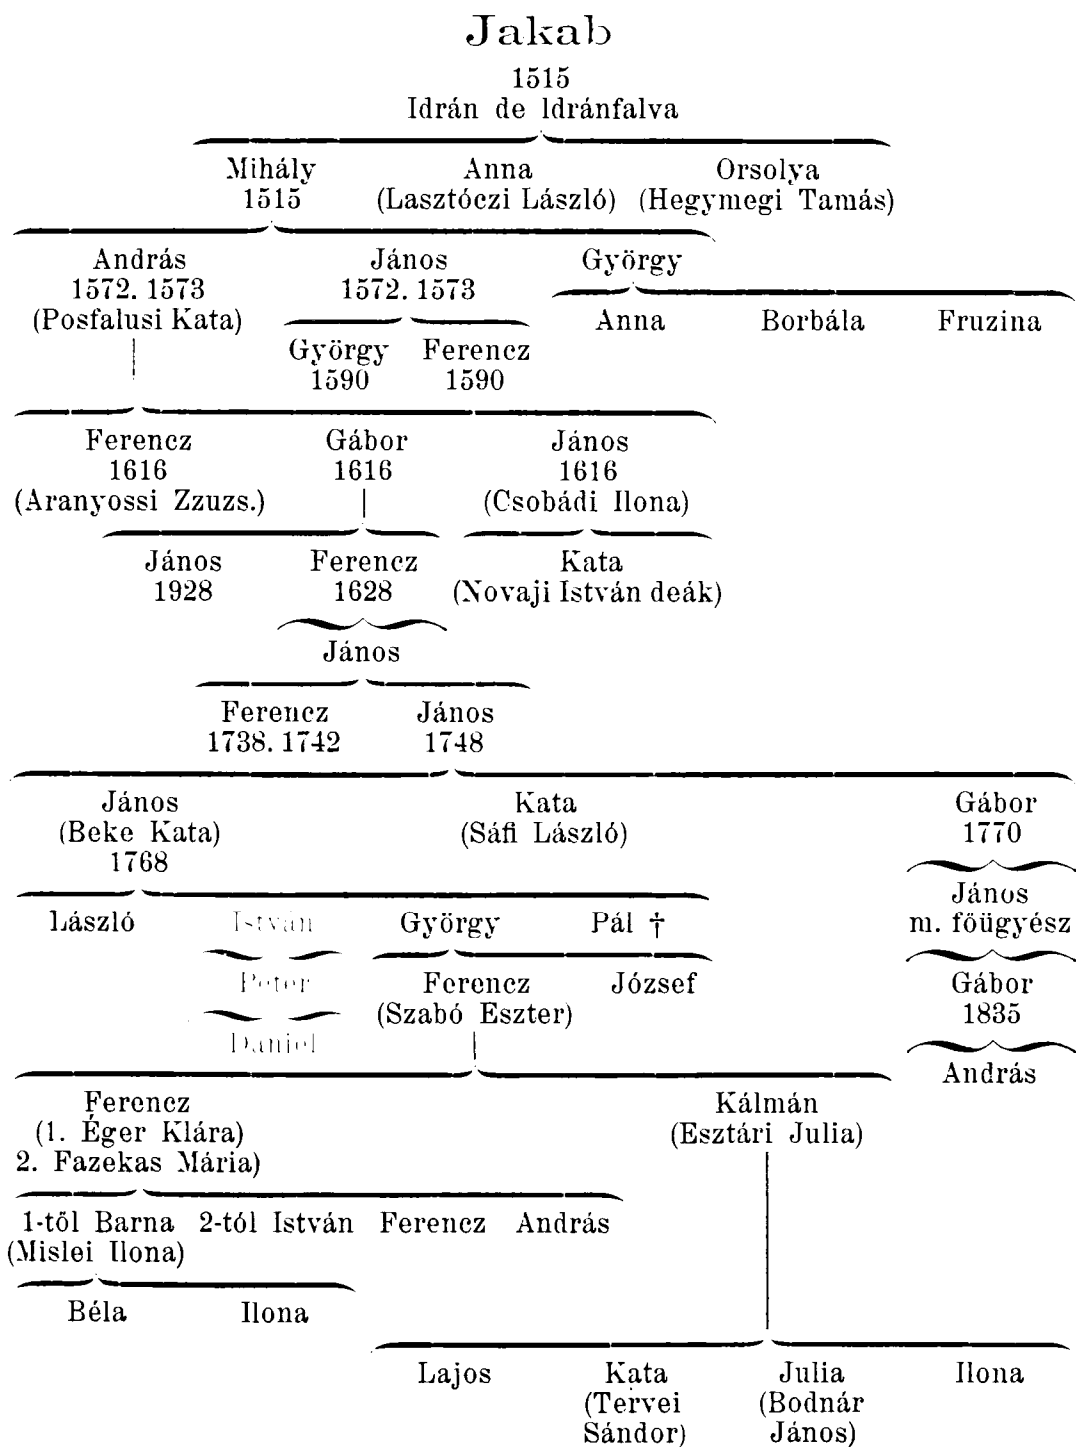 Jakab
1515
Idrán de Idránfalva
Mihály Anna Orsolya
1515 (Lasztóczi László) (Hegymegi Tamás)
András János György
1572. 1573 1572. 1573
(Posfalusi Kata) Anna Borbála Fruzina
György Ferencz
1590 1590
Ferencz Gábor János
1616 1616 1616
(Aranyossi Zzuzs.) (Csobádi Ilona)
János Ferencz Kata
1928 1628 (Novaji István deák)
János
Ferencz János
1738. 1742 1748
János Kata Gábor
(Beke Kata) (Sáfi László) 1770
1768
János
László István György Pál † m. főügyész
Peter Ferencz József Gábor
(Szabó Eszter) 1835
Daniel
András
Ferencz Kálmán
(1. Éger Klára) (Esztári Julia)
2. Fazekas Mária)
1-től Barna 2-tól István Ferencz András
(Mislei Ilona)
Béla Ilona
Lajos Kata Julia Ilona
(Tervei (Bodnár
Sándor) János)